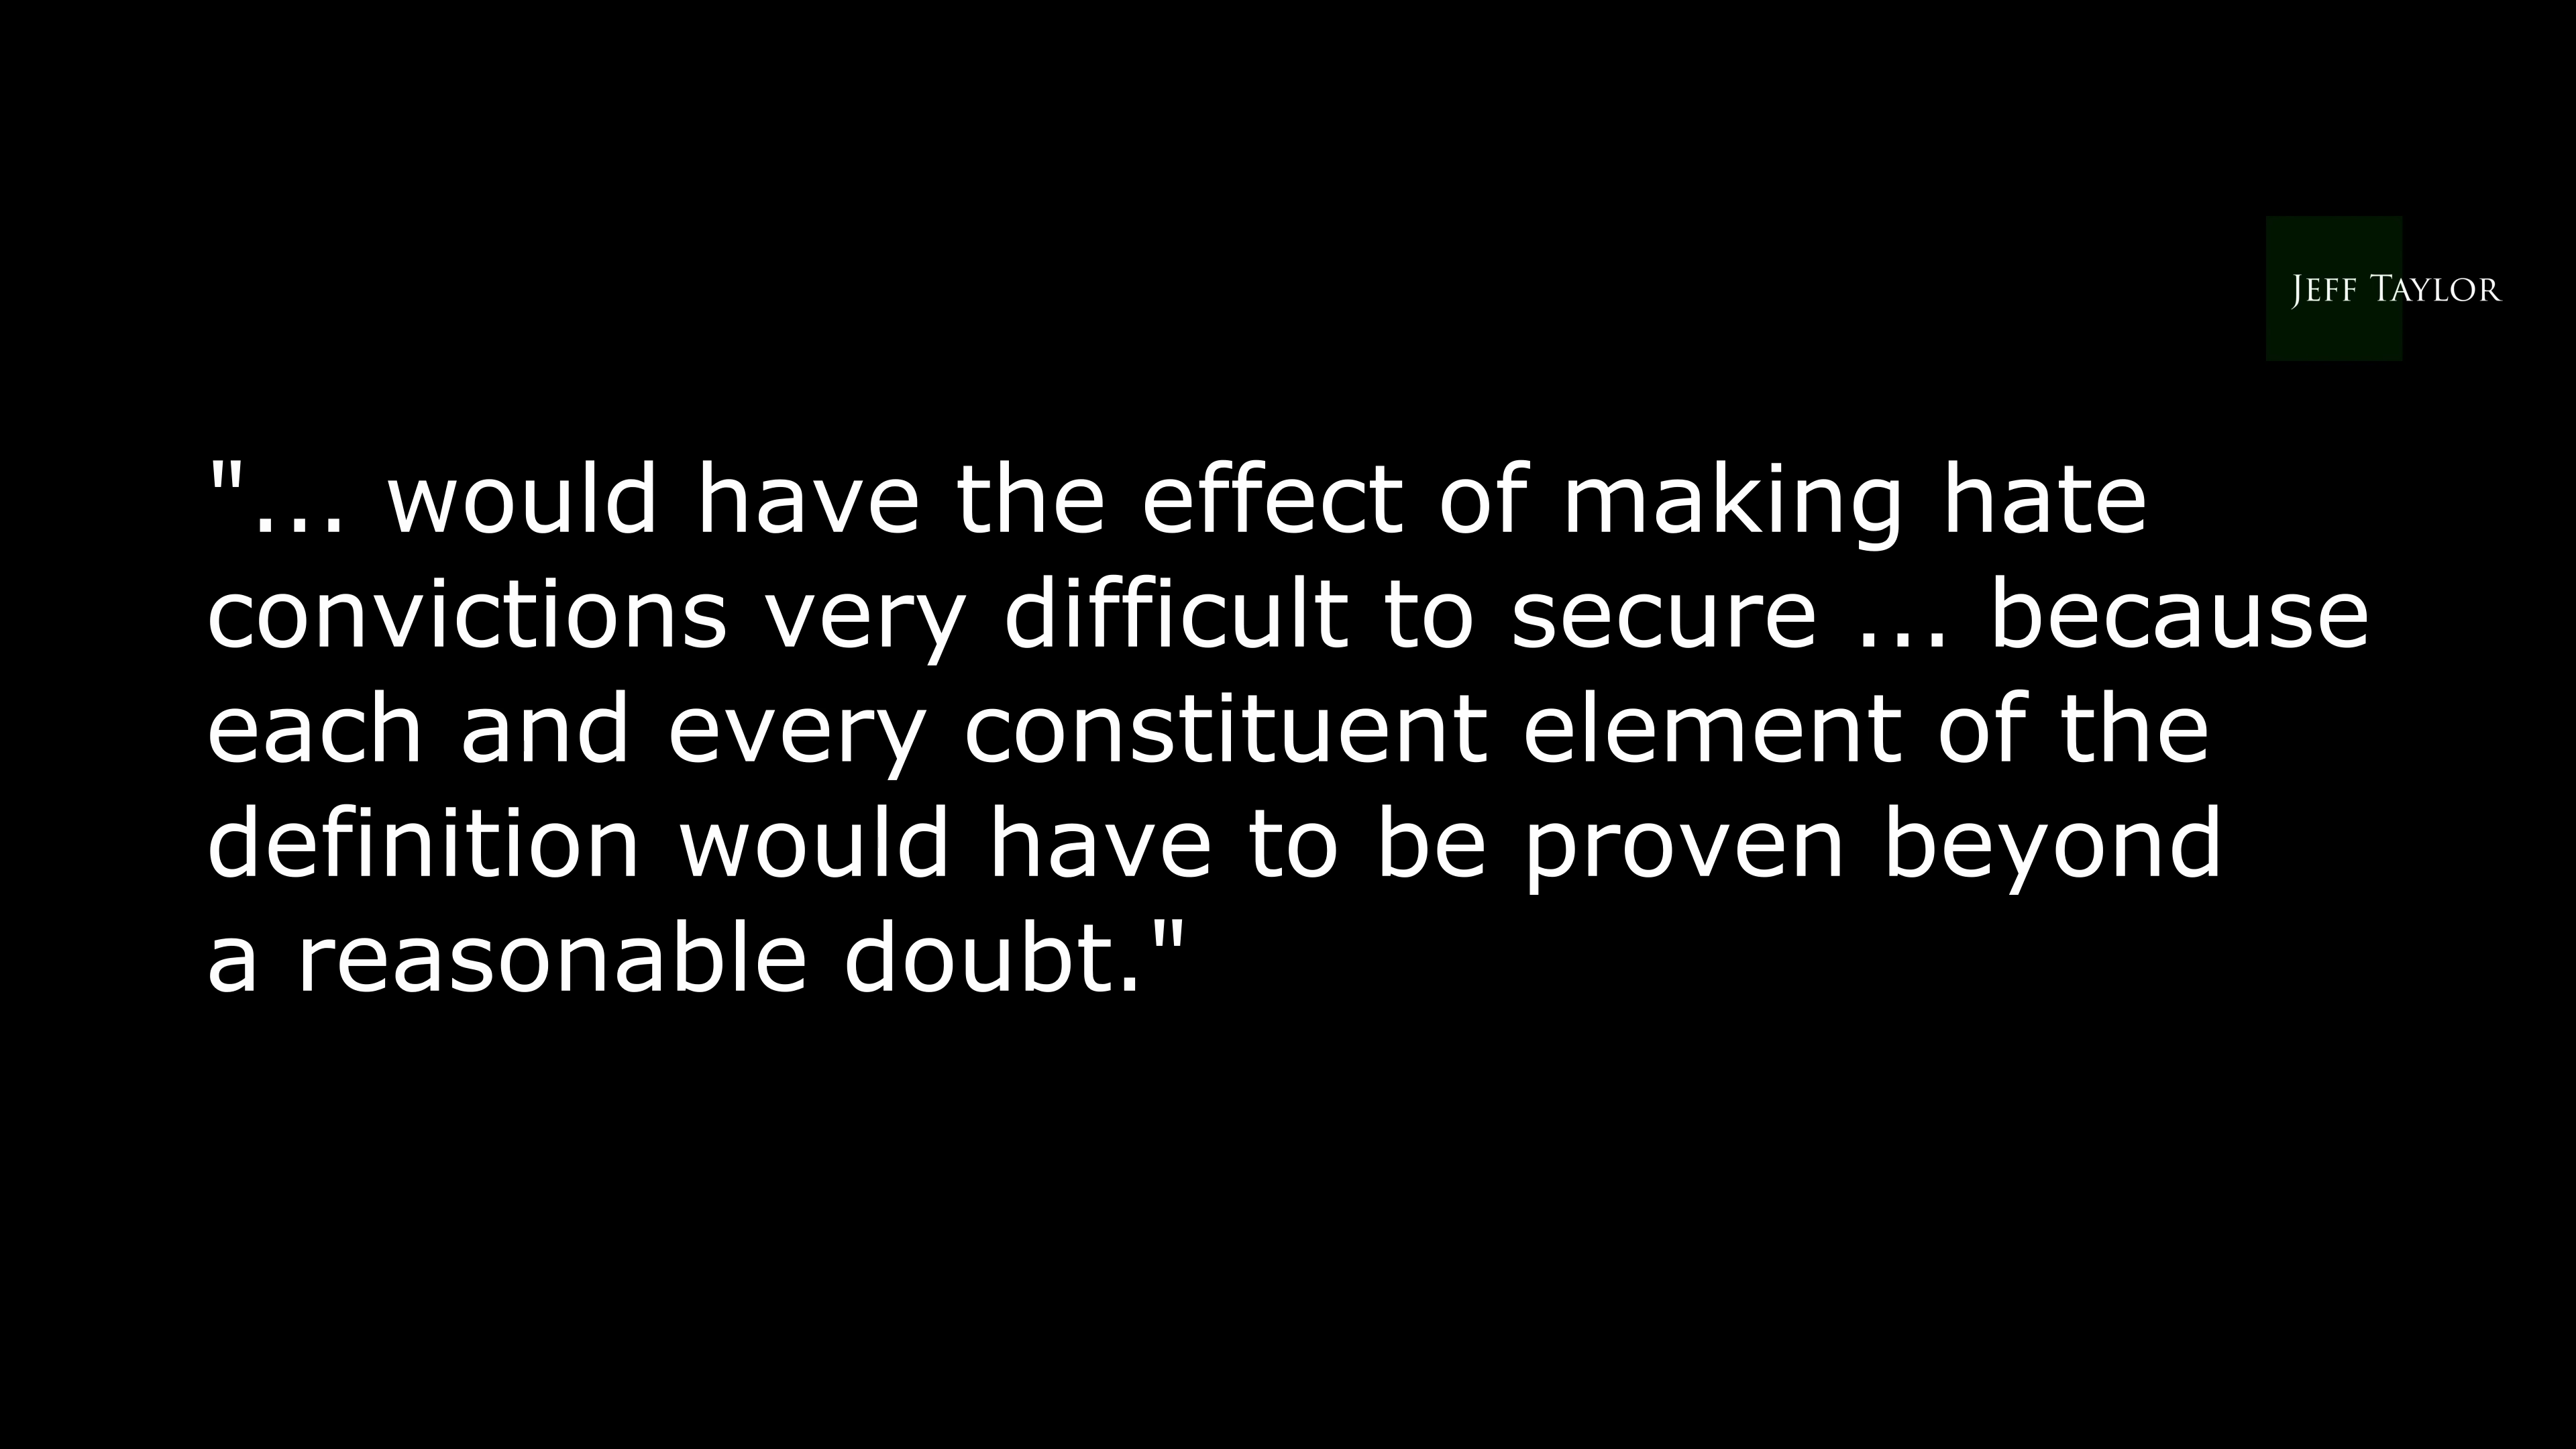 Jeff Taylor
"... would have the effect of making hate
convictions very difficult to secure ... because
each and every constituent element of the
definition would have to be proven beyond
a reasonable doubt."